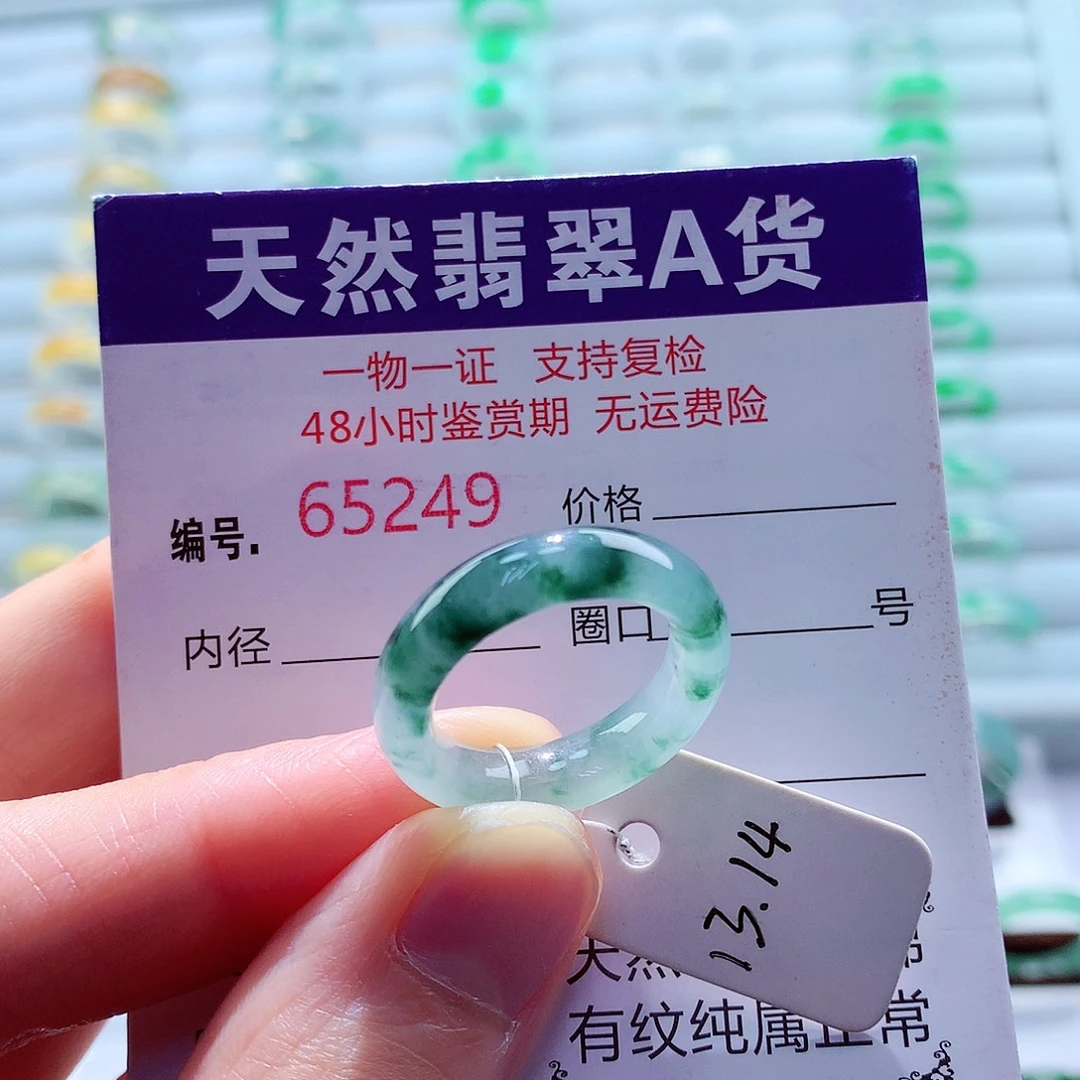 天然翡翠A货
一物一证 支持复检
48小时鉴赏期 无运费险
编号. 65249 价格
内径 圈口 号
13.14
天然
有纹纯属正常